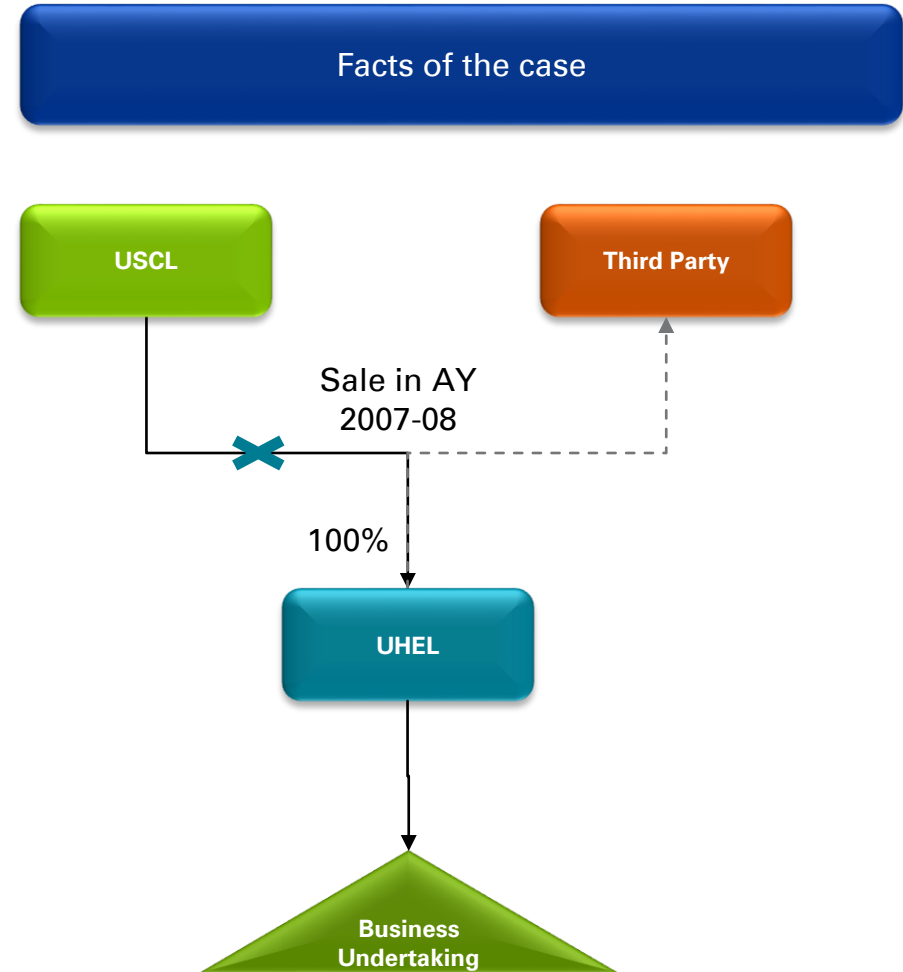 Facts of the case
USCL
Third Party
Sale in AY
2007-08
100%
UHEL
Business
Undertaking